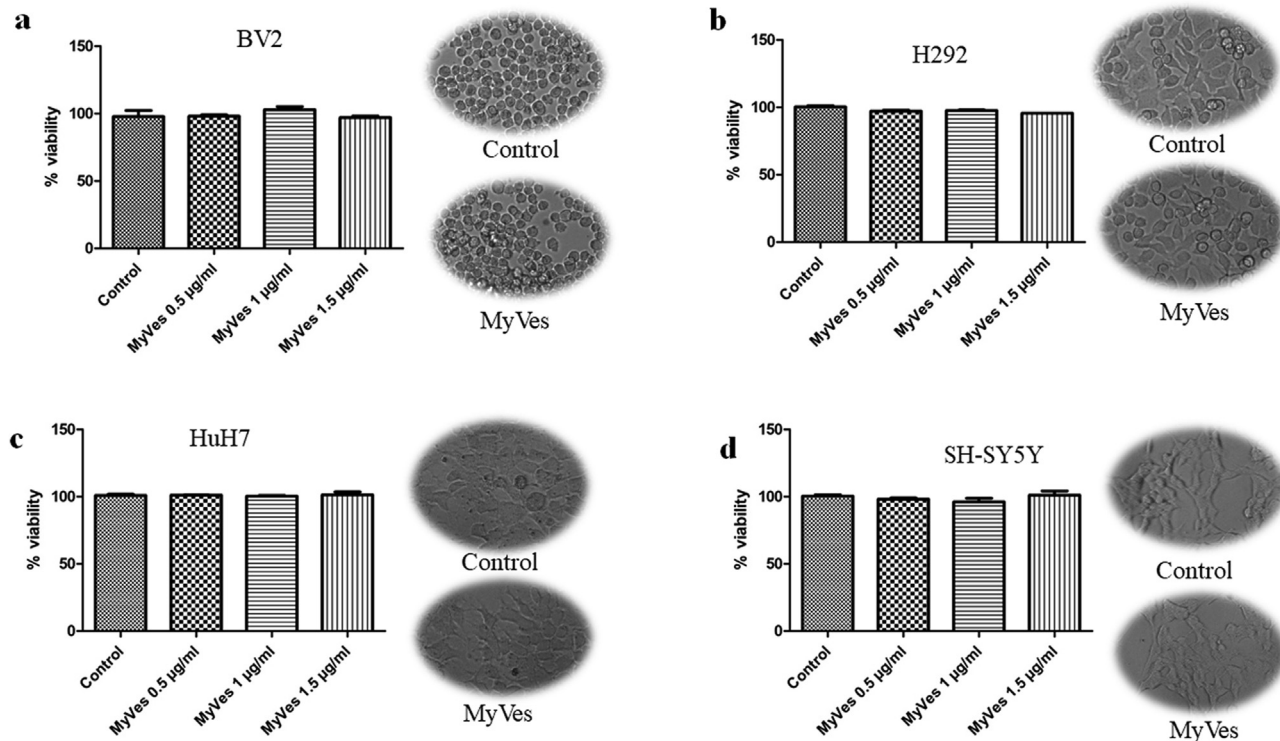 a
BV2
150
100
50
0
% viability
Control
MyVes 0.5 µg/ml
MyVes 1 µg/ml
MyVes 1.5 µg/ml
Control
MyVes
b
H292
150
100
50
0
% viability
Control
MyVes 0.5 µg/ml
MyVes 1 µg/ml
MyVes 1.5 µg/ml
Control
MyVes
c
HuH7
150
100
50
0
% viability
Control
MyVes 0.5 µg/ml
MyVes 1 µg/ml
MyVes 1.5 µg/ml
Control
MyVes
d
SH-SY5Y
150
100
50
0
% viability
Control
MyVes 0.5 µg/ml
MyVes 1 µg/ml
MyVes 1.5 µg/ml
Control
MyVes